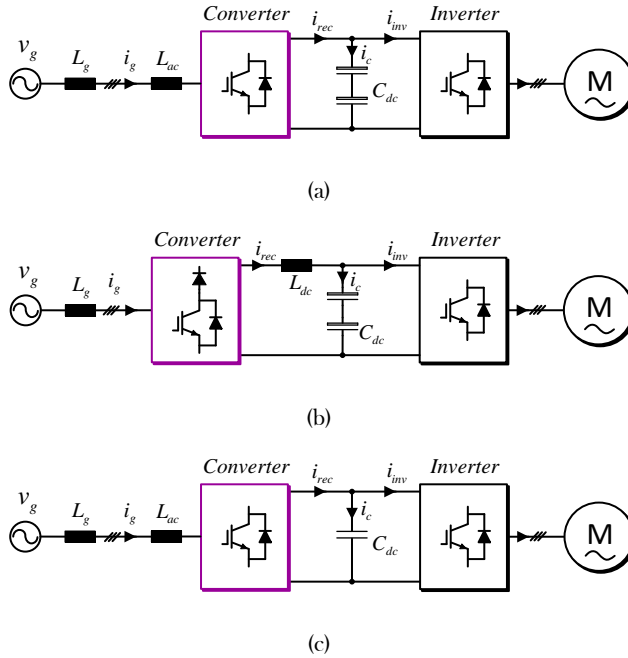 Converter i_rec i_inv Inverter
v_g L_g i_g L_ac i_c C_dc M
(a)
Converter i_rec i_inv Inverter
v_g L_g i_g L_dc i_c C_dc M
(b)
Converter i_rec i_inv Inverter
v_g L_g i_g L_ac i_c C_dc M
(c)